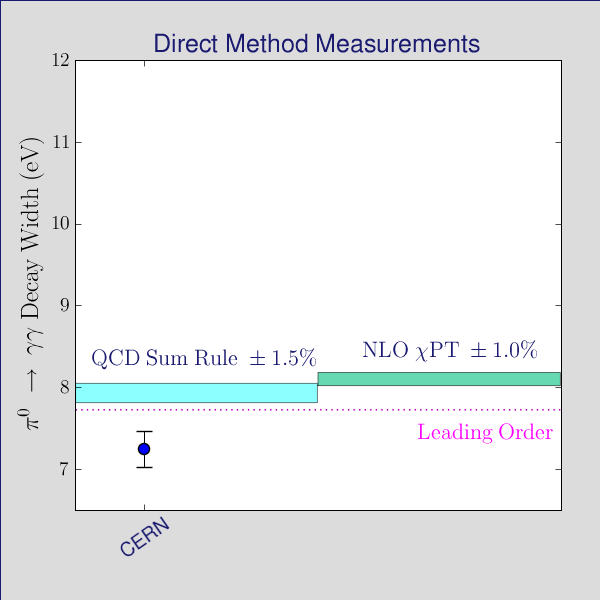 Direct Method Measurements
12
11
10
9
8
7
π⁰ → γγ Decay Width (eV)
QCD Sum Rule ±1.5%
NLO χPT ±1.0%
Leading Order
CERN